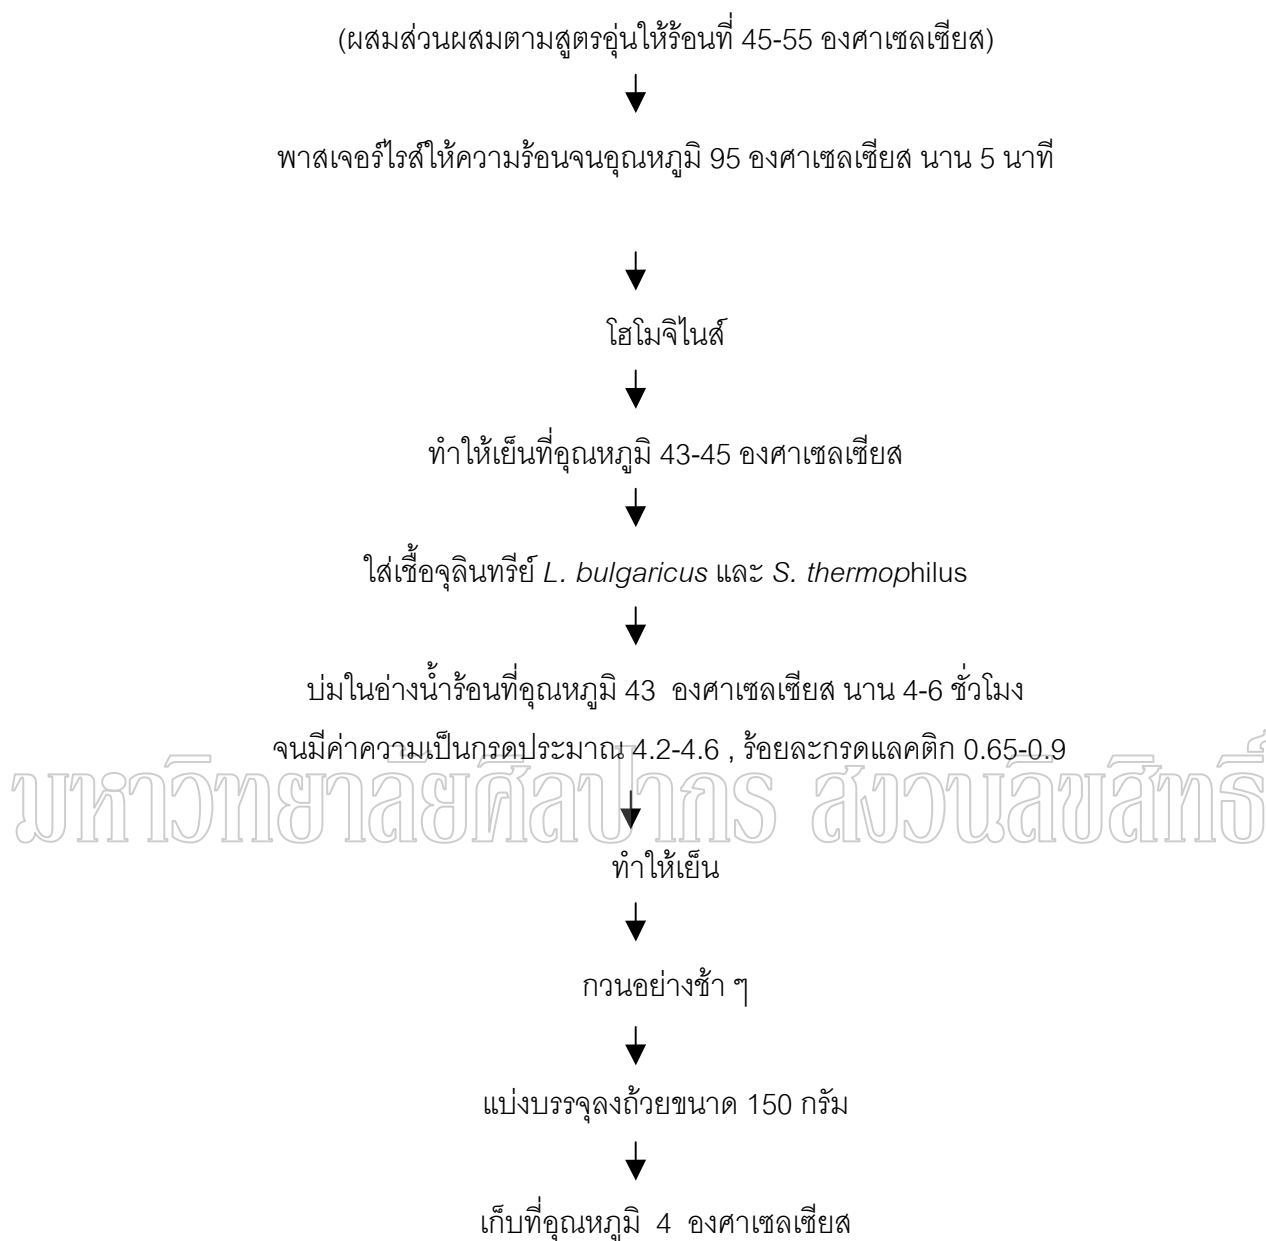 (ผสมส่วนผสมตามสูตรอุ่นให้ร้อนที่ 45-55 องศาเซลเซียส)
พาสเจอร์ไรส์ให้ความร้อนจนอุณหภูมิ 95 องศาเซลเซียส นาน 5 นาที
โฮโมจิไนส์
ทำให้เย็นที่อุณหภูมิ 43-45 องศาเซลเซียส
ใส่เชื้อจุลินทรีย์ L. bulgaricus และ S. thermophilus
บ่มในอ่างน้ำร้อนที่อุณหภูมิ 43 องศาเซลเซียส นาน 4-6 ชั่วโมง
จนมีค่าความเป็นกรดประมาณ 4.2-4.6 , ร้อยละกรดแลคติก 0.65-0.9
มหาวิทยาลัยศิลปากร สงวนลิขสิทธิ์
ทำให้เย็น
กวนอย่างช้า ๆ
แบ่งบรรจุลงถ้วยขนาด 150 กรัม
เก็บที่อุณหภูมิ 4 องศาเซลเซียส